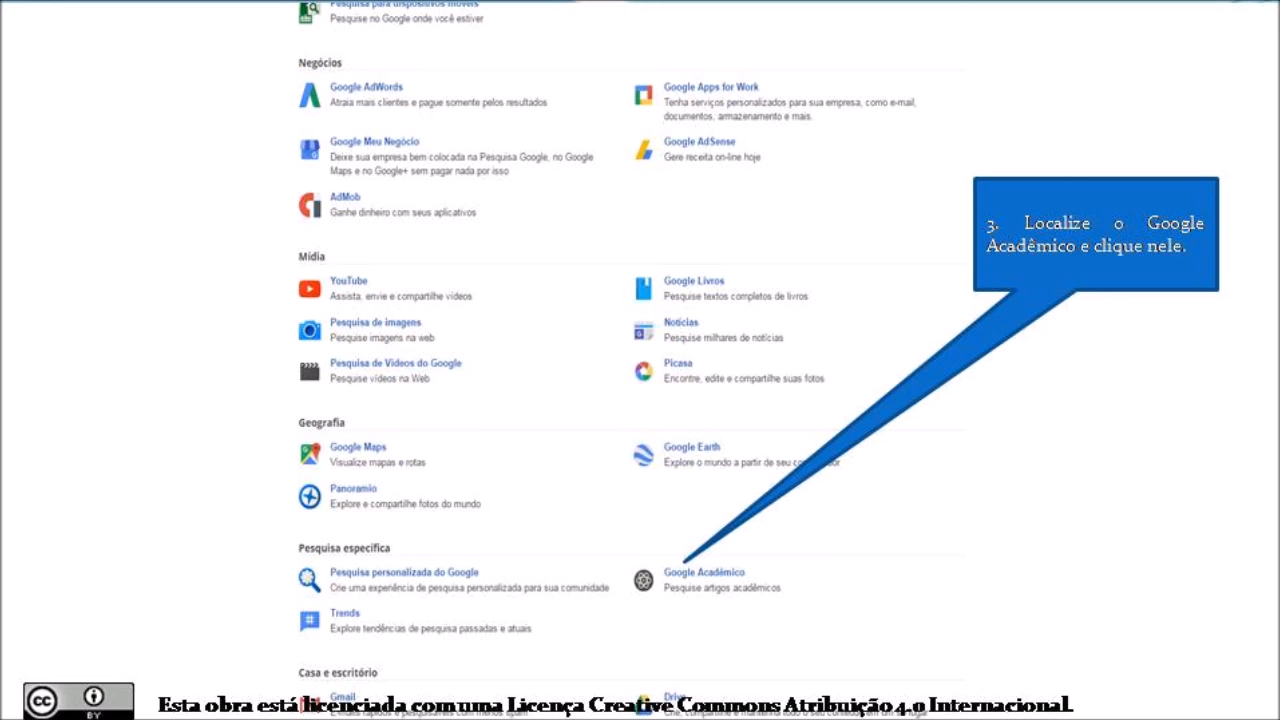 Pesquisa para dispositivos móveis
Pesquise no Google onde você estiver
Negócios
Google AdWords
Atraia mais clientes e pague somente pelos resultados
Google Apps for Work
Tenha serviços personalizados para sua empresa, como e-mail,
documentos, armazenamento e mais.
Google Meu Negócio
Deixe sua empresa bem colocada na Pesquisa Google, no Google
Maps e no Google+ sem pagar nada por isso
Google AdSense
Gere receita on-line hoje
AdMob
Ganhe dinheiro com seus aplicativos
3. Localize o Google
Acadêmico e clique nele.
Mídia
YouTube
Assista, envie e compartilhe vídeos
Google Livros
Pesquise textos completos de livros
Pesquisa de imagens
Pesquise imagens na web
Notícias
Pesquise milhares de notícias
Pesquisa de Vídeos do Google
Pesquise vídeos na Web
Picasa
Encontre, edite e compartilhe suas fotos
Geografia
Google Maps
Visualize mapas e rotas
Google Earth
Explore o mundo a partir de seu
Panoramio
Explore e compartilhe fotos do mundo
Pesquisa específica
Pesquisa personalizada do Google
Crie uma experiência de pesquisa personalizada para sua comunidade
Google Acadêmico
Pesquise artigos acadêmicos
Trends
Explore tendências de pesquisa passadas e atuais
Casa e escritório
Gmail
Drive
cc
BY
Esta obra está licenciada com uma Licença Creative Commons Atribuição 4.0 Internacional.